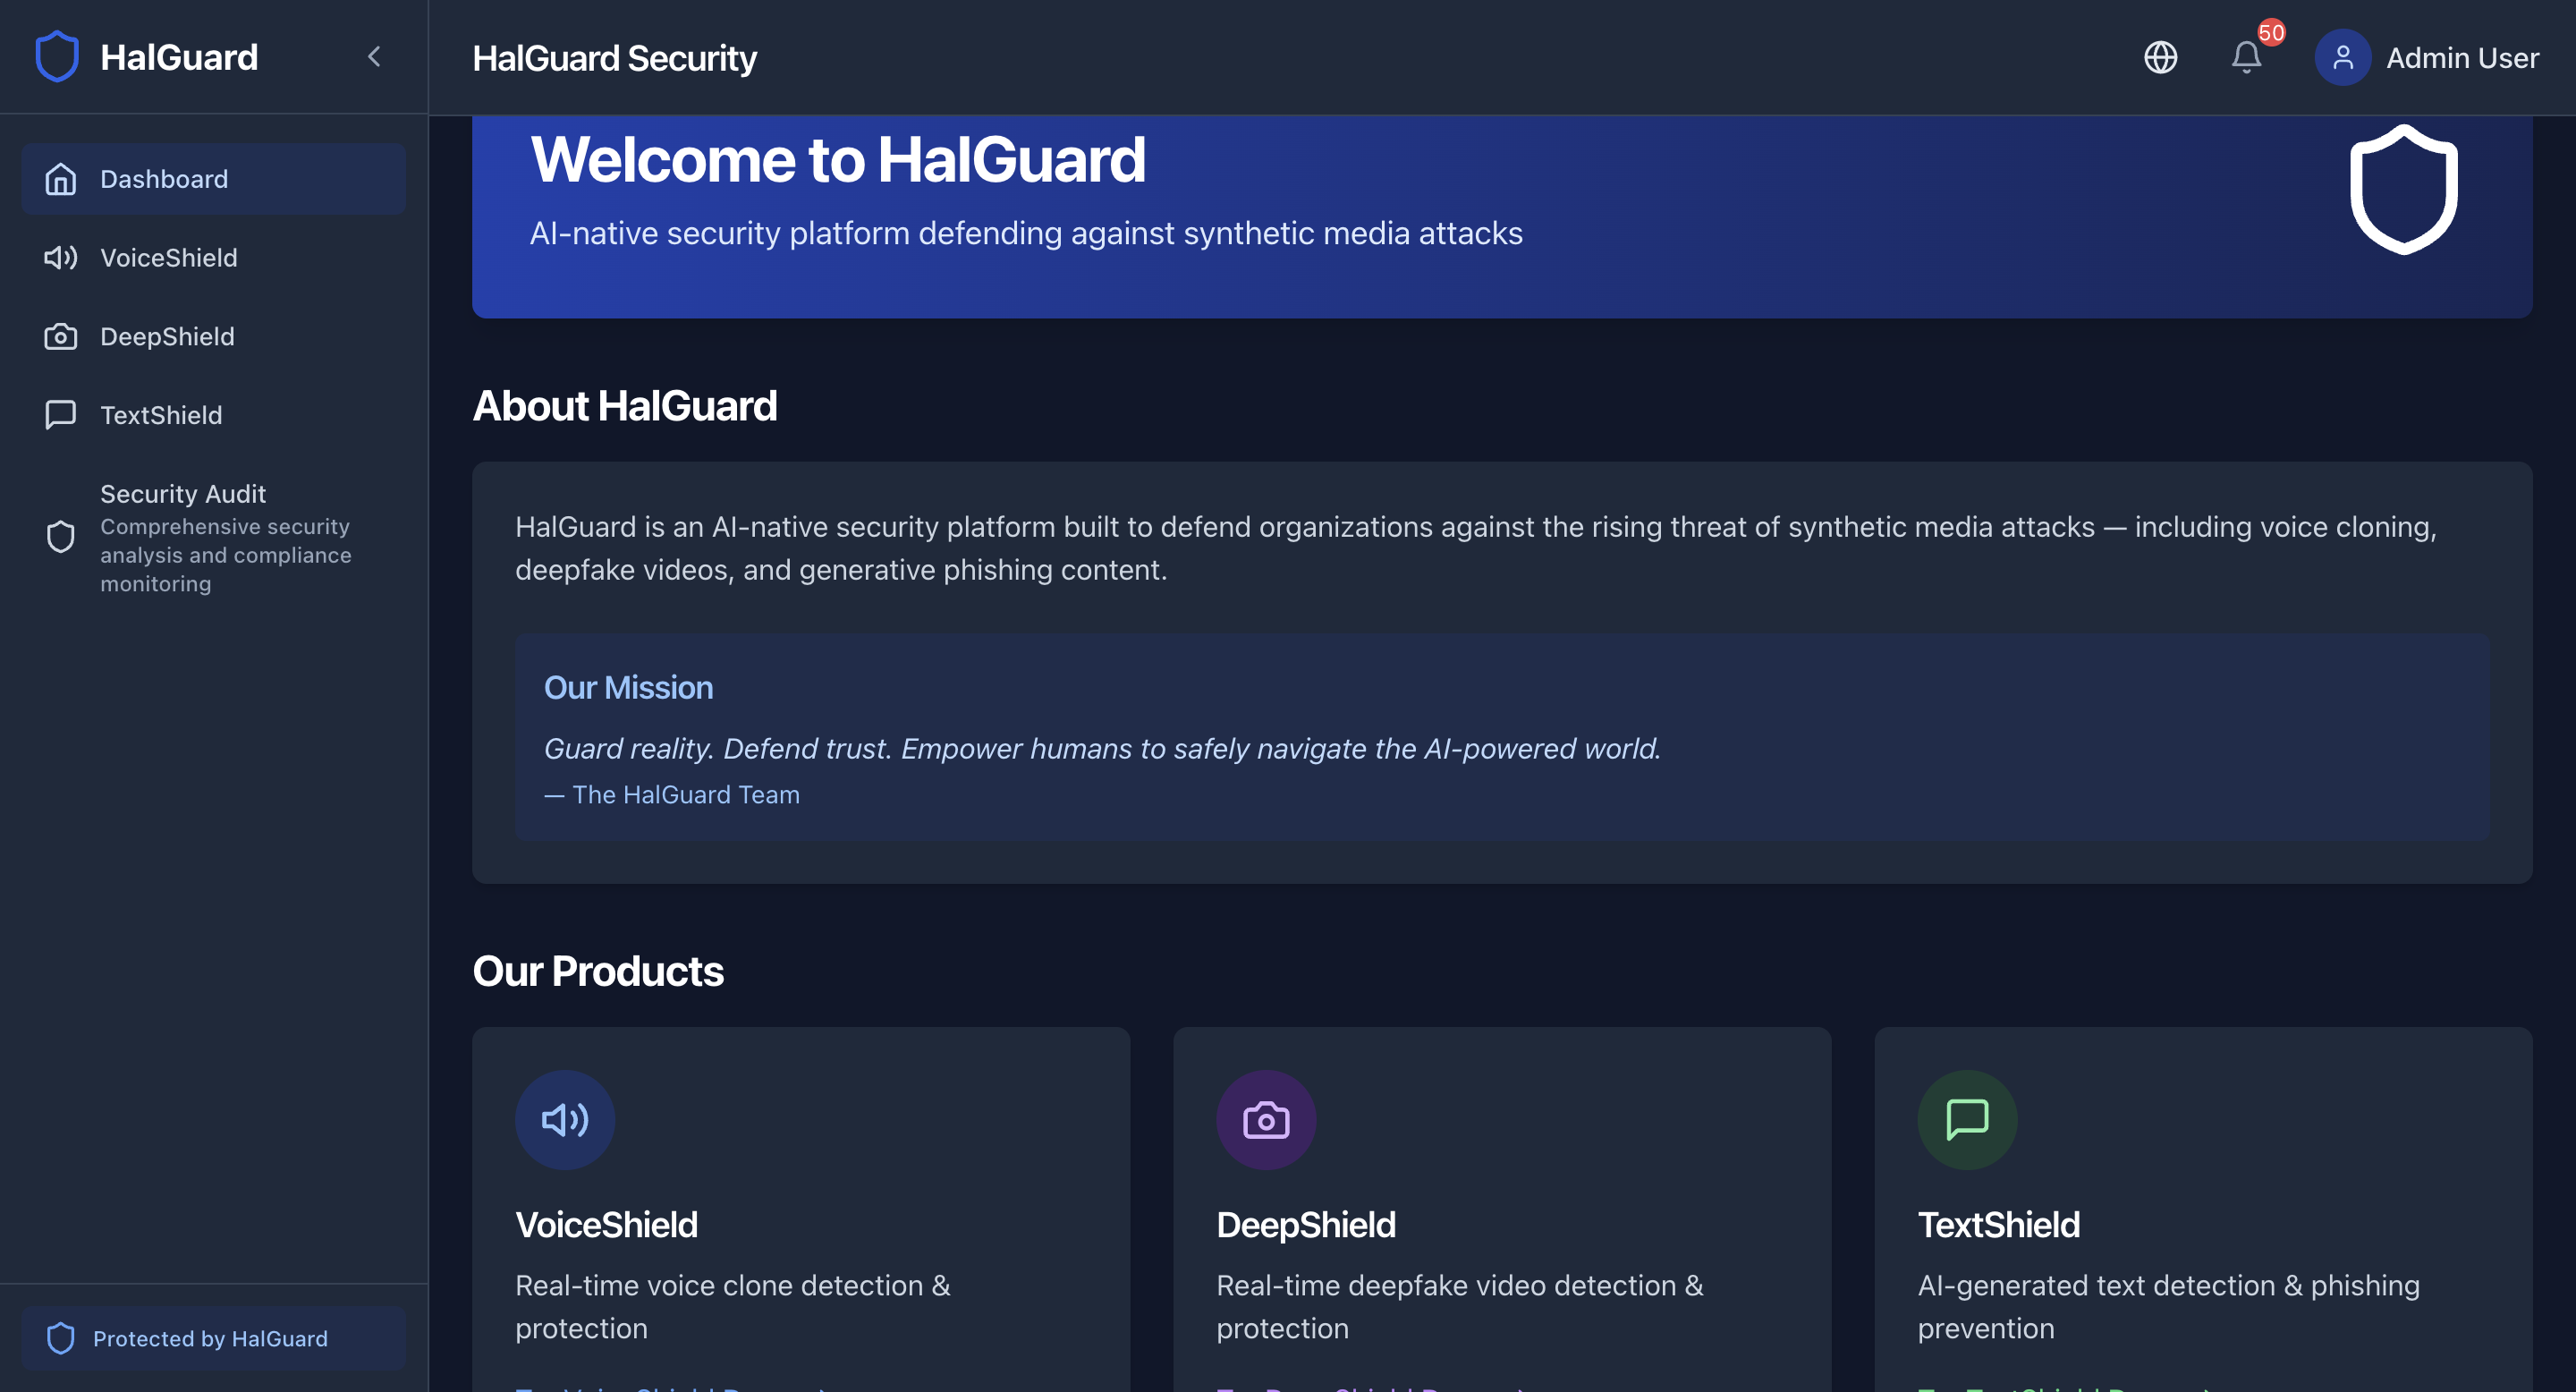 HalGuard
Dashboard
VoiceShield
DeepShield
TextShield
Security Audit
Comprehensive security
analysis and compliance
monitoring
Protected by HalGuard
HalGuard Security
50
Admin User
Welcome to HalGuard
AI-native security platform defending against synthetic media attacks
About HalGuard
HalGuard is an AI-native security platform built to defend organizations against the rising threat of synthetic media attacks — including voice cloning,
deepfake videos, and generative phishing content.
Our Mission
Guard reality. Defend trust. Empower humans to safely navigate the AI-powered world.
— The HalGuard Team
Our Products
VoiceShield
Real-time voice clone detection &
protection
DeepShield
Real-time deepfake video detection &
protection
TextShield
AI-generated text detection & phishing
prevention